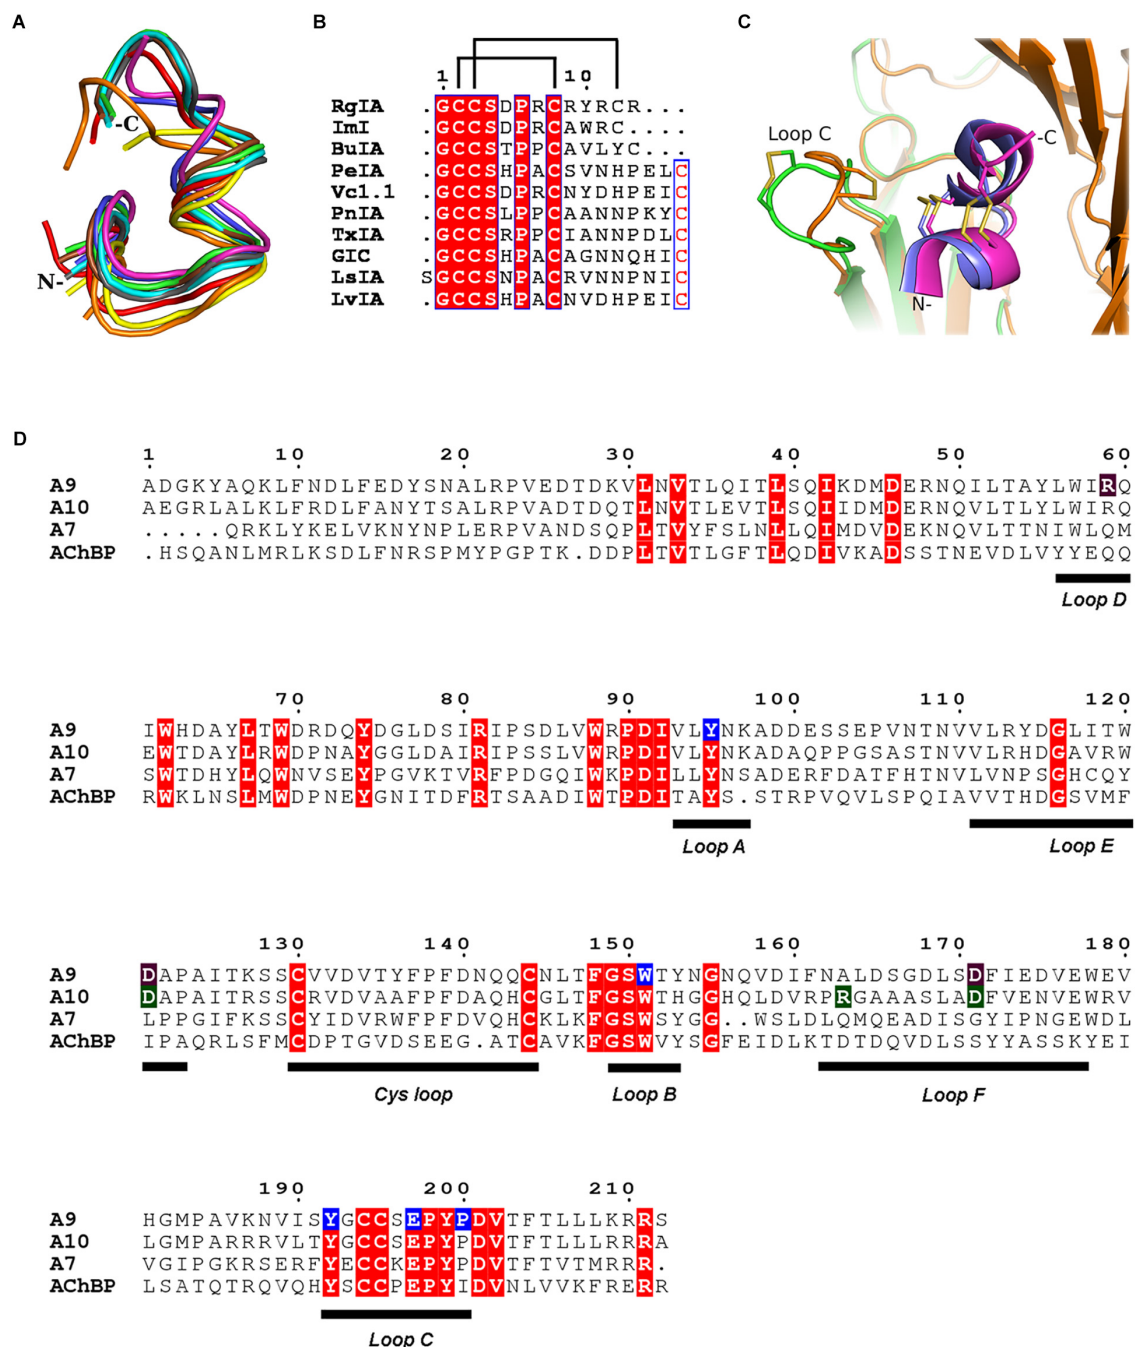 A
B
C
-C
N-
1 10
RgIA .GCCSDPRCRYRCR...
ImI .GCCSDPRCAWRC....
BuIA .GCCSTPPCAVLYC...
PeIA .GCCSHPACSVNHPELC
Vc1.1 .GCCSDPRCNYDHPEIC
PnIA .GCCSLPPCAANNPKYC
TxIA .GCCSRPPCIANNPDLC
GIC .GCCSHPACAGNNQHIC
LsIA SGCCSNPACRVNNPNIC
LvIA .GCCSHPACNVDHPEIC
Loop C
-C
N-
D
1 10 20 30 40 50 60
A9 ADGKYAQKLFNDLFEDYSNALRPVEDTDKVLNVTLQITLSQIKDMDERNQILTAYLWIRQ
A10 AEGRLALKLFRDLFANYTSALRPVADTDQTLNVTLEVTLSQIIDMDERNQVLTLYLWIRQ
A7 .....QRKLYKELVKNYNPLERPVANDSQPLTVYFSLNLLQIMDVDEKNQVLTTNIWLQM
AChBP .HSQANLMRLKSDLFNRSPMYPGPTK.DDPLTVTLGFTLQDIVKADSSTNEVDLVYYEQQ
Loop D
70 80 90 100 110 120
A9 IWHDAYLTWDRDQYDGLDSIRIPSDLVWRPDIVLYNKADDESSEPVNTNVVLRYDGLITW
A10 EWTDAYLRWDPNAYGGLDAIRIPSSLVWRPDIVLYNKADAQPPGSASTNVVLRHDGAVRW
A7 SWTDHYLQWNVSEYPGVKTVRFPDGQIWKPDILLYNSADERFDATFHTNVLVNPSGHCQY
AChBP RWKLNSLMWDPNEYGNITDFRTSAADIWTPDITAYS.STRPVQVLSPQIAVVTHDGSVMF
Loop A
Loop E
130 140 150 160 170 180
A9 DAPAITKSSCVVDVTYFPFDNQQCNLTFGSWTYNGNQVDIFNALDSGDLSDFIEDVEWEV
A10 DAPAITRSSCRVDVAAFPFDAQHCGLTFGSWTHGGHQLDVRPRGAAASLADFVENVEWRV
A7 LPPGIFKSSCYIDVRWFPFDVQHCKLKFGSWSYGG..WSLDLQMQEADISGYIPNGEWDL
AChBP IPAQRLSFMCDPTGVDSEEG.ATCAVKFGSWVYSGFEIDLKTDTDQVDLSSYYASSKYEI
Cys loop
Loop B
Loop F
190 200 210
A9 HGMPAVKNVISYGCCSEPYPDVTFTLLLKRRS
A10 LGMPARRRVLTYGCCSEPYPDVTFTLLLRRRA
A7 VGIPGKRSERFYECCKEPYPDVTFTVTMRRR.
AChBP LSATQTRQVQHYSCCPEPYIDVNLVVKFRERR
Loop C